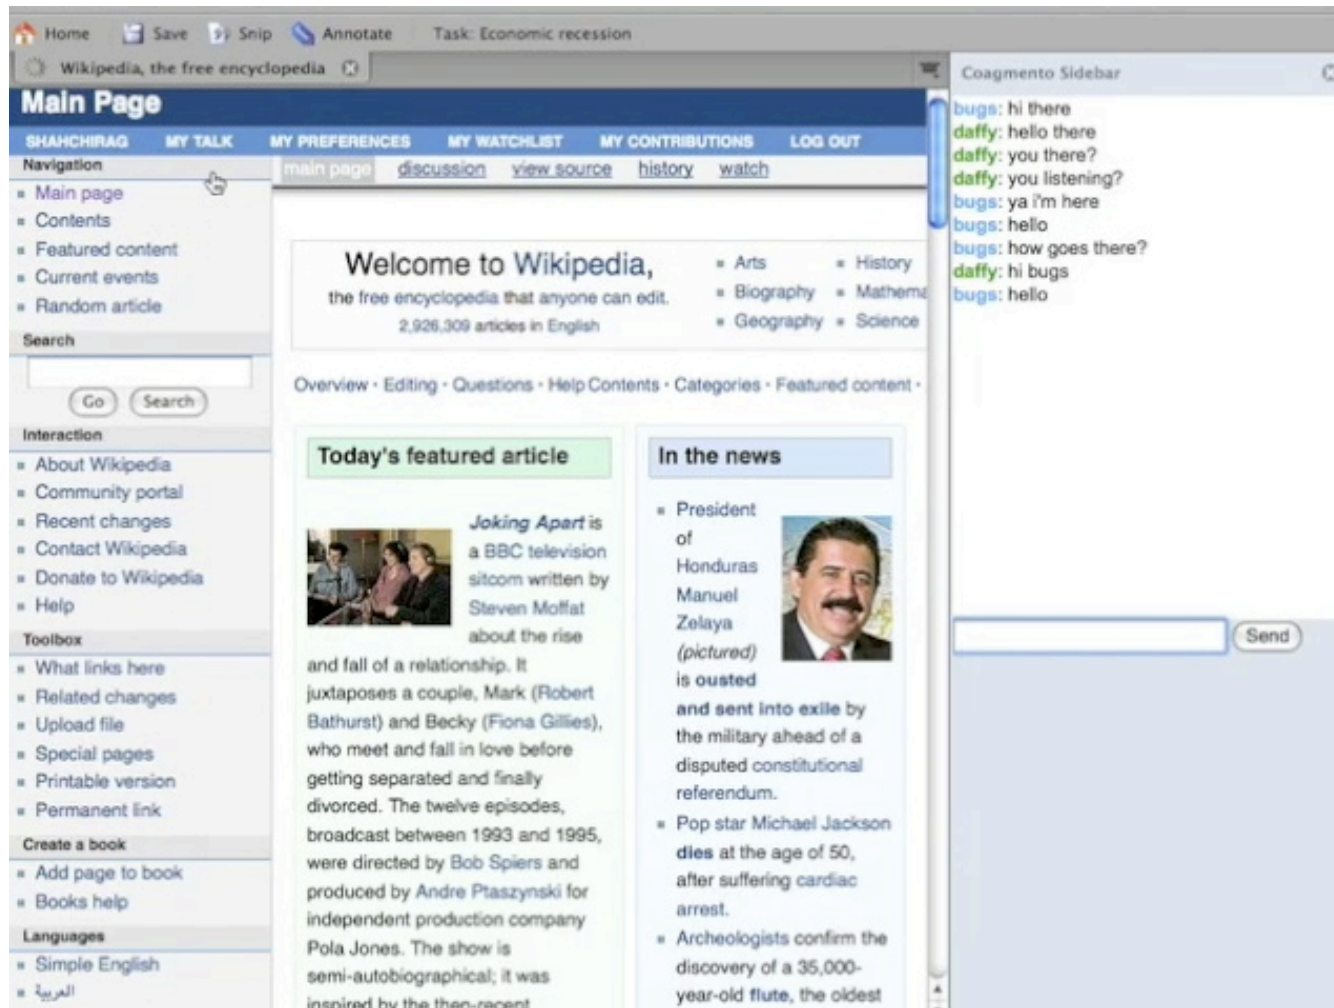 Home Save Snip Annotate Task: Economic recession
Wikipedia, the free encyclopedia
Main Page
SHAHCHIRAG MY TALK MY PREFERENCES MY WATCHLIST MY CONTRIBUTIONS LOG OUT
Navigation
Main page
Contents
Featured content
Current events
Random article
Search
Go Search
Interaction
About Wikipedia
Community portal
Recent changes
Contact Wikipedia
Donate to Wikipedia
Help
Toolbox
What links here
Related changes
Upload file
Special pages
Printable version
Permanent link
Create a book
Add page to book
Books help
Languages
Simple English
العربية
main page discussion view source history watch
Welcome to Wikipedia,
the free encyclopedia that anyone can edit.
2,926,309 articles in English
Arts History
Biography Mathema
Geography Science
Overview · Editing · Questions · Help Contents · Categories · Featured content ·
Today's featured article
Joking Apart is
a BBC television
sitcom written by
Steven Moffat
about the rise
and fall of a relationship. It
juxtaposes a couple, Mark (Robert
Bathurst) and Becky (Fiona Gillies),
who meet and fall in love before
getting separated and finally
divorced. The twelve episodes,
broadcast between 1993 and 1995,
were directed by Bob Spiers and
produced by Andre Ptaszynski for
independent production company
Pola Jones. The show is
semi-autobiographical; it was
inspired by the then-recent
In the news
President
of
Honduras
Manuel
Zelaya
(pictured)
is ousted
and sent into exile by
the military ahead of a
disputed constitutional
referendum.
Pop star Michael Jackson
dies at the age of 50,
after suffering cardiac
arrest.
Archeologists confirm the
discovery of a 35,000-
year-old flute, the oldest
Coagmento Sidebar
bugs: hi there
daffy: hello there
daffy: you there?
daffy: you listening?
bugs: ya i'm here
bugs: hello
bugs: how goes there?
daffy: hi bugs
bugs: hello
Send